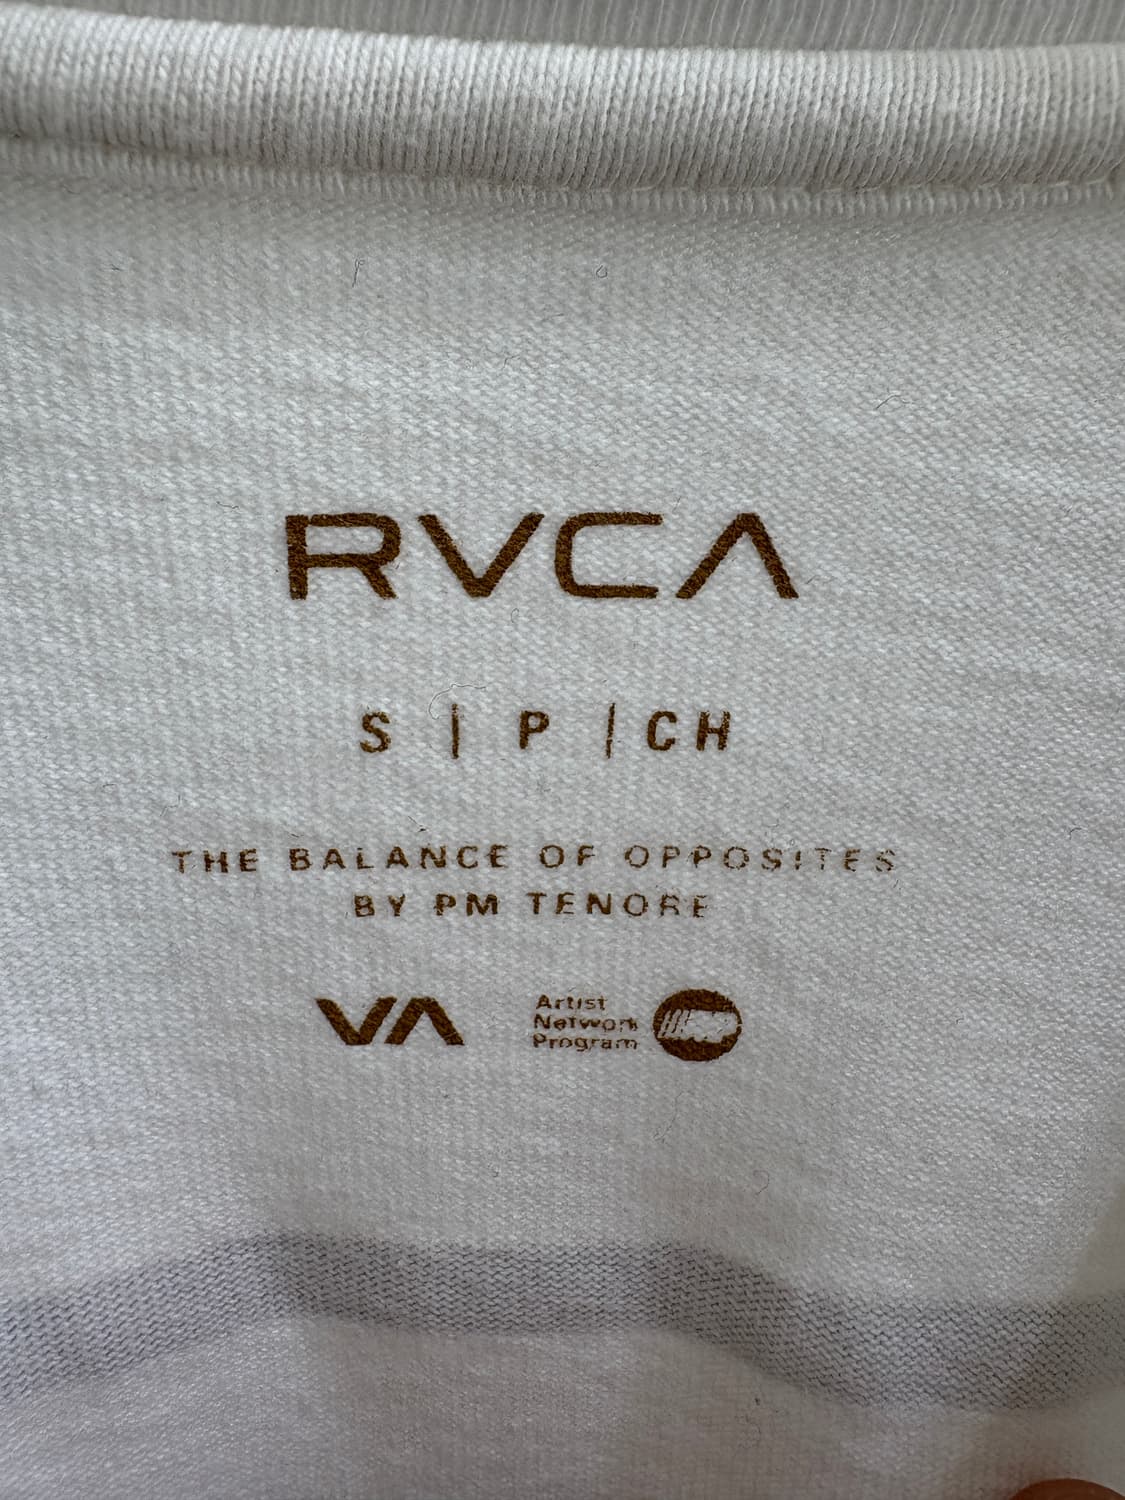 RVCA
S | P | CH
THE BALANCE OF OPPOSITES
BY PM TENORE
VA
Artist
Network
Program